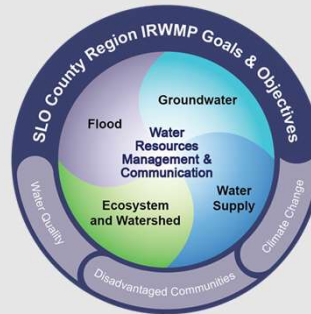 SLO County Region IRWMP Goals & Objectives
Groundwater
Flood
Water
Resources
Management &
Communication
Ecosystem
and Watershed
Water
Supply
Water Quality
Disadvantaged Communities
Climate Change